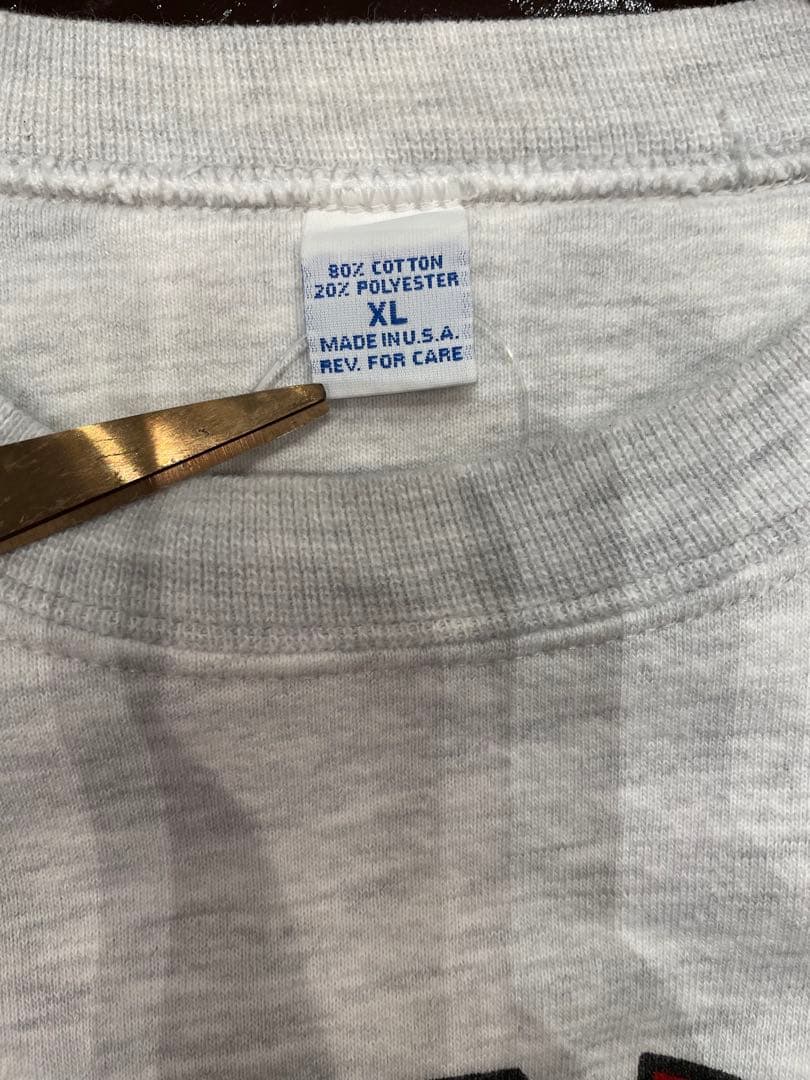 80% COTTON
20% POLYESTER
XL
MADE IN U.S.A.
REV. FOR CARE